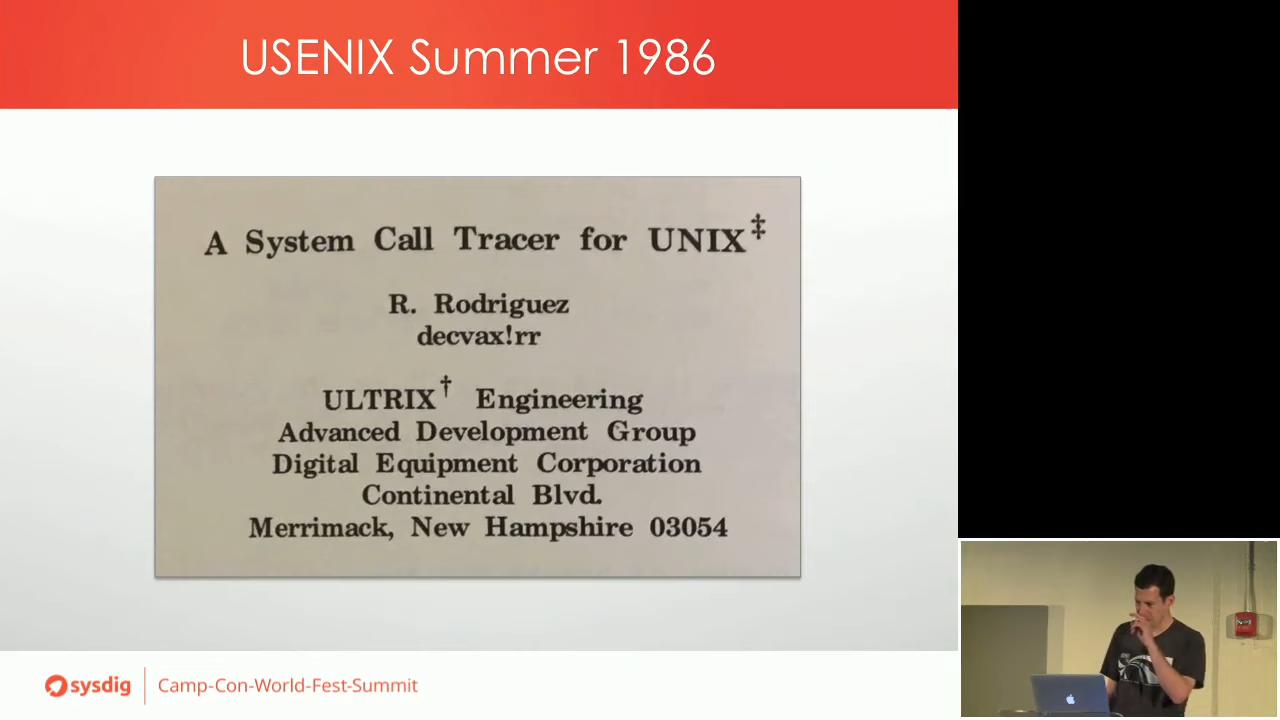 USENIX Summer 1986
A System Call Tracer for UNIX‡
R. Rodriguez
decvax!rr
ULTRIX† Engineering
Advanced Development Group
Digital Equipment Corporation
Continental Blvd.
Merrimack, New Hampshire 03054
sysdig
Camp-Con-World-Fest-Summit